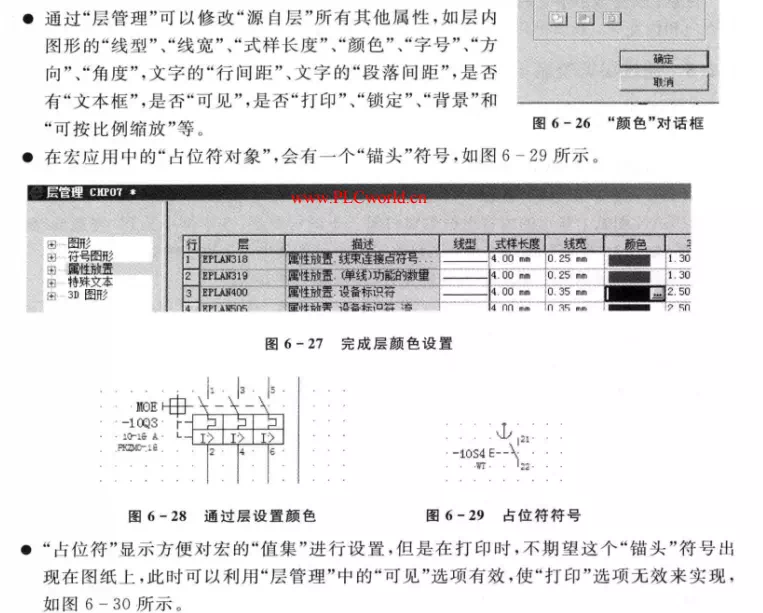 ● 通过“层管理”可以修改“源自层”所有其他属性,如层内
图形的“线型”、“线宽”、“式样长度”、“颜色”、“字号”、“方
向”、“角度”,文字的“行间距”、文字的“段落间距”,是否
有“文本框”,是否“可见”,是否“打印”、“锁定”、“背景”和
“可按比例缩放”等。
确定
取消
图 6-26 “颜色”对话框
● 在宏应用中的“占位符对象”,会有一个“锚头”符号,如图 6-29 所示。
层管理 CMP07 *
www.PLCworld.cn
图形
符号图形
属性放置
特殊文本
3D 图形
行 层 描述 线型 式样长度 线宽 颜色
1 EPLAN318 属性放置.线束连接点符号... 4.00 mm 0.25 mm 1.30
2 EPLAN319 属性放置.(单线)功能的数量 4.00 mm 0.25 mm 1.30
3 EPLAN400 属性放置.设备标识符 4.00 mm 0.35 mm ... 2.50
4 EPLAN505 属性放置.设备标识符 4.00 mm 0.35 mm 2.50
图 6-27 完成层颜色设置
1 3 5
MOE
-10Q3
10-16 A
PKZM0-16
I> I> I>
2 4 6
21
-10S4 E
WT
22
图 6-28 通过层设置颜色
图 6-29 占位符符号
● “占位符”显示方便对宏的“值集”进行设置,但是在打印时,不期望这个“锚头”符号出
现在图纸上,此时可以利用“层管理”中的“可见”选项有效,使“打印”选项无效来实现,
如图 6-30 所示。